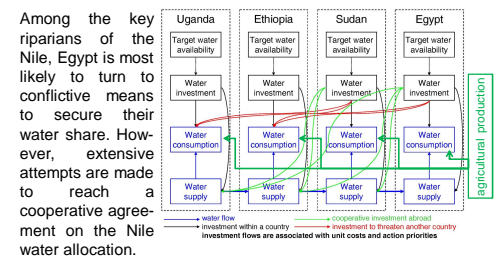 Among the key
riparians of the
Nile, Egypt is most
likely to turn to
conflictive means
to secure their
water share. How-
ever, extensive
attempts are made
to reach a
cooperative agree-
ment on the Nile
water allocation.
Uganda Ethiopia Sudan Egypt
Target water Target water Target water Target water
availability availability availability availability
Water Water Water Water
investment investment investment investment
Water Water Water Water
consumption consumption consumption consumption
Water Water Water Water
supply supply supply supply
agricultural production
water flow cooperative investment abroad
investment within a country investment to threaten another country
investment flows are associated with unit costs and action priorities